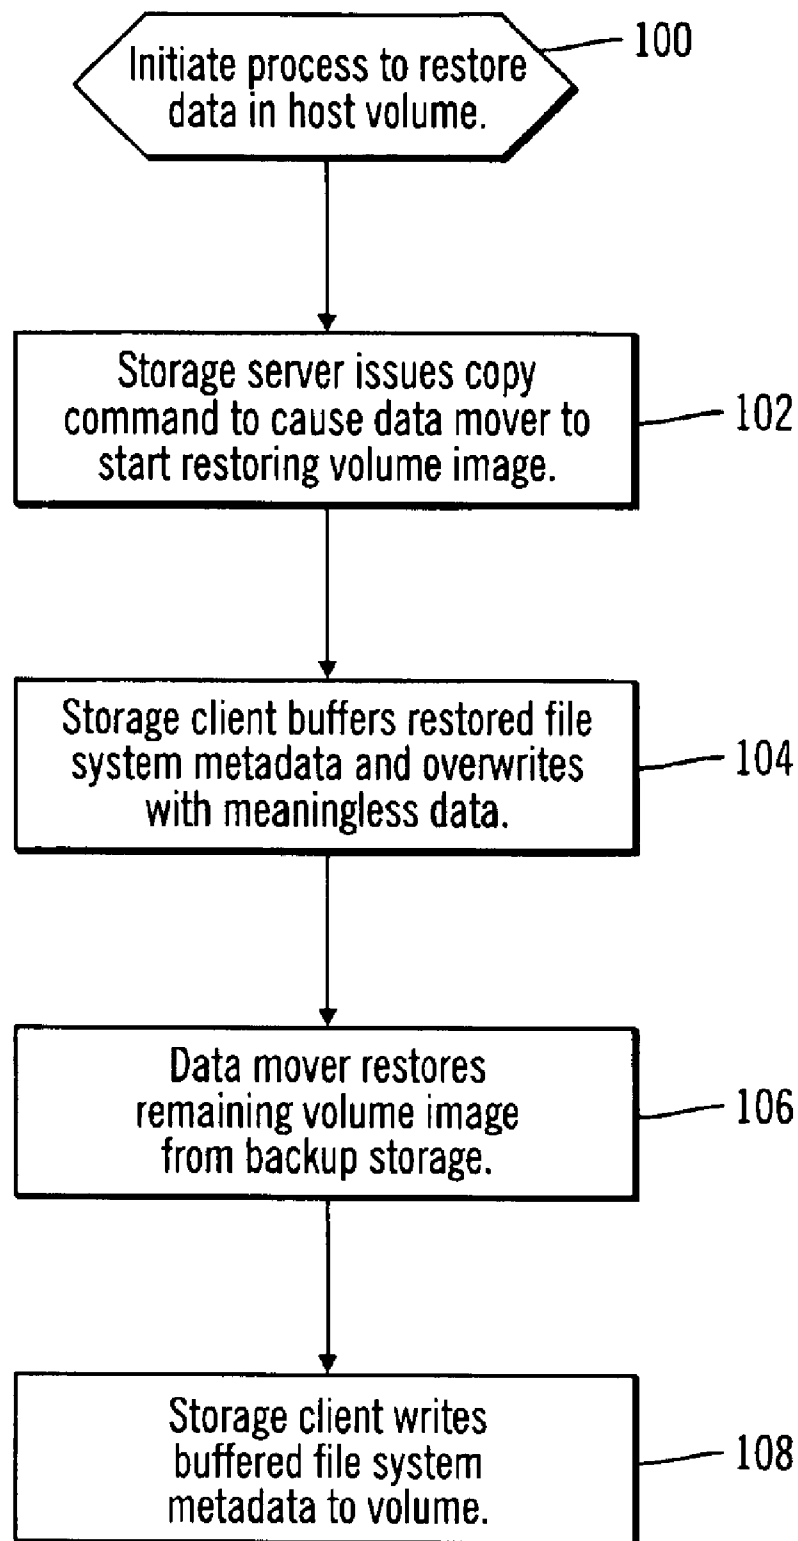 Initiate process to restore
data in host volume.
100
Storage server issues copy
command to cause data mover to
start restoring volume image.
102
Storage client buffers restored file
system metadata and overwrites
with meaningless data.
104
Data mover restores
remaining volume image
from backup storage.
106
Storage client writes
buffered file system
metadata to volume.
108